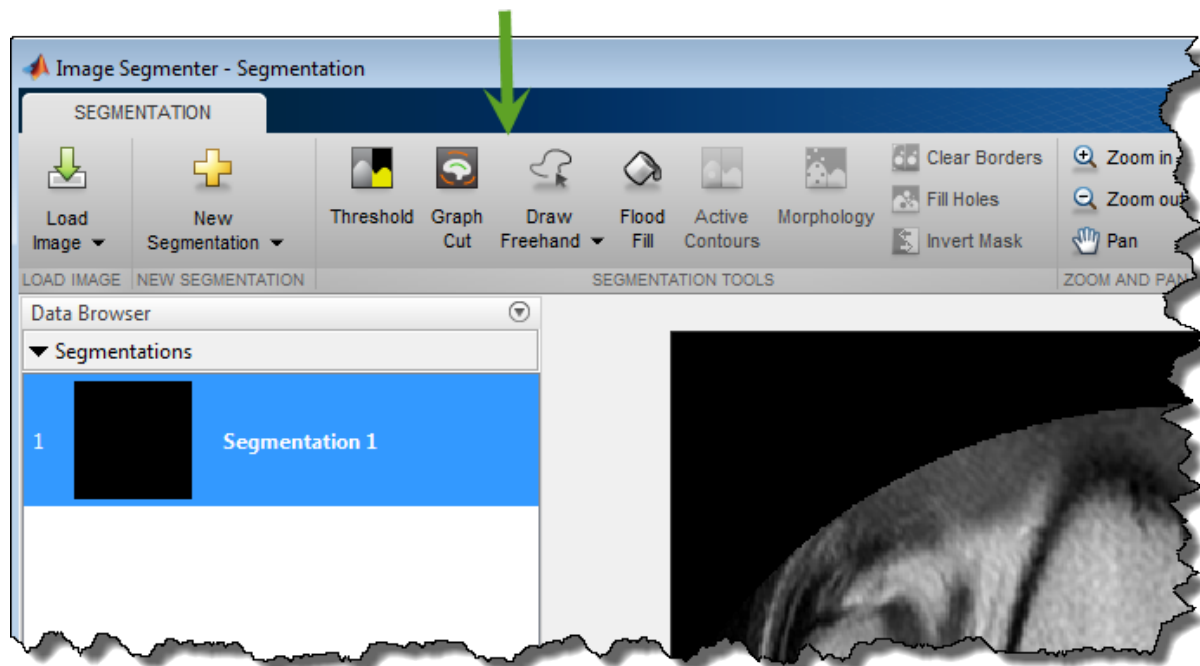 Image Segmenter - Segmentation
SEGMENTATION
Load
Image
New
Segmentation
Threshold
Graph
Cut
Draw
Freehand
Flood
Fill
Active
Contours
Morphology
Clear Borders
Fill Holes
Invert Mask
Zoom in
Zoom out
Pan
LOAD IMAGE
NEW SEGMENTATION
SEGMENTATION TOOLS
ZOOM AND PAN
Data Browser
Segmentations
1
Segmentation 1